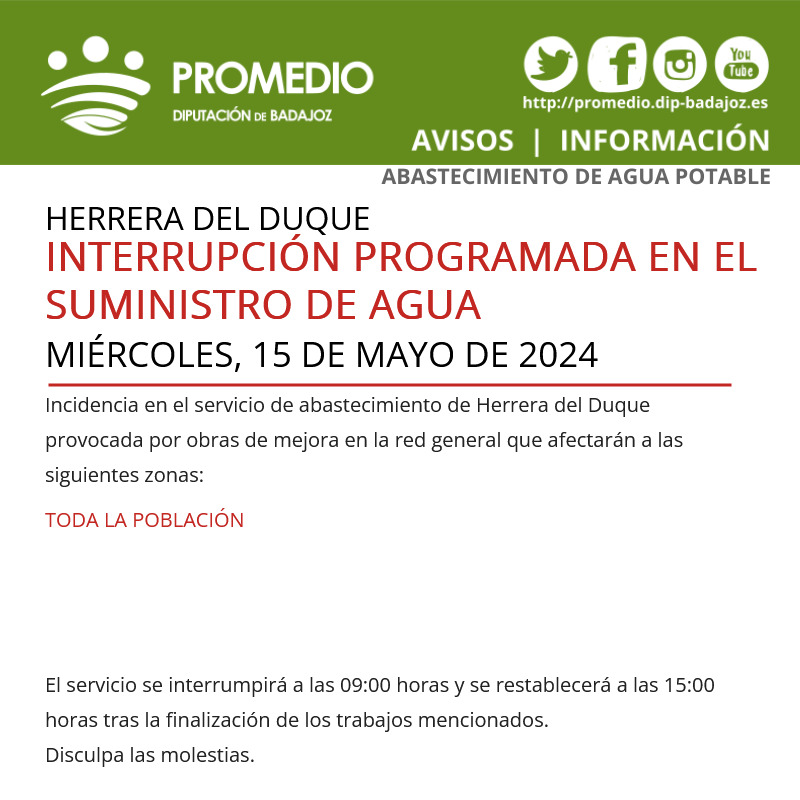 PROMEDIO
DIPUTACIÓN DE BADAJOZ
You
Tube
http://promedio.dip-badajoz.es
AVISOS | INFORMACIÓN
ABASTECIMIENTO DE AGUA POTABLE
HERRERA DEL DUQUE
INTERRUPCIÓN PROGRAMADA EN EL
SUMINISTRO DE AGUA
MIÉRCOLES, 15 DE MAYO DE 2024
Incidencia en el servicio de abastecimiento de Herrera del Duque
provocada por obras de mejora en la red general que afectarán a las
siguientes zonas:
TODA LA POBLACIÓN
El servicio se interrumpirá a las 09:00 horas y se restablecerá a las 15:00
horas tras la finalización de los trabajos mencionados.
Disculpa las molestias.